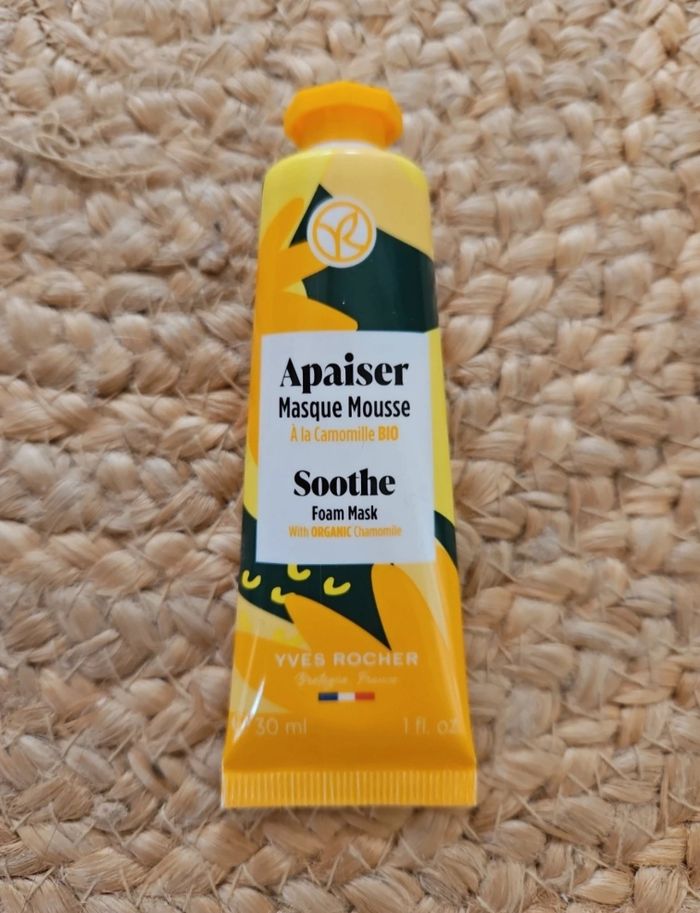 YR
Apaiser
Masque Mousse
À la Camomille BIO
Soothe
Foam Mask
With ORGANIC Chamomile
YVES ROCHER
Bretagne France
30 ml 1 fl. oz